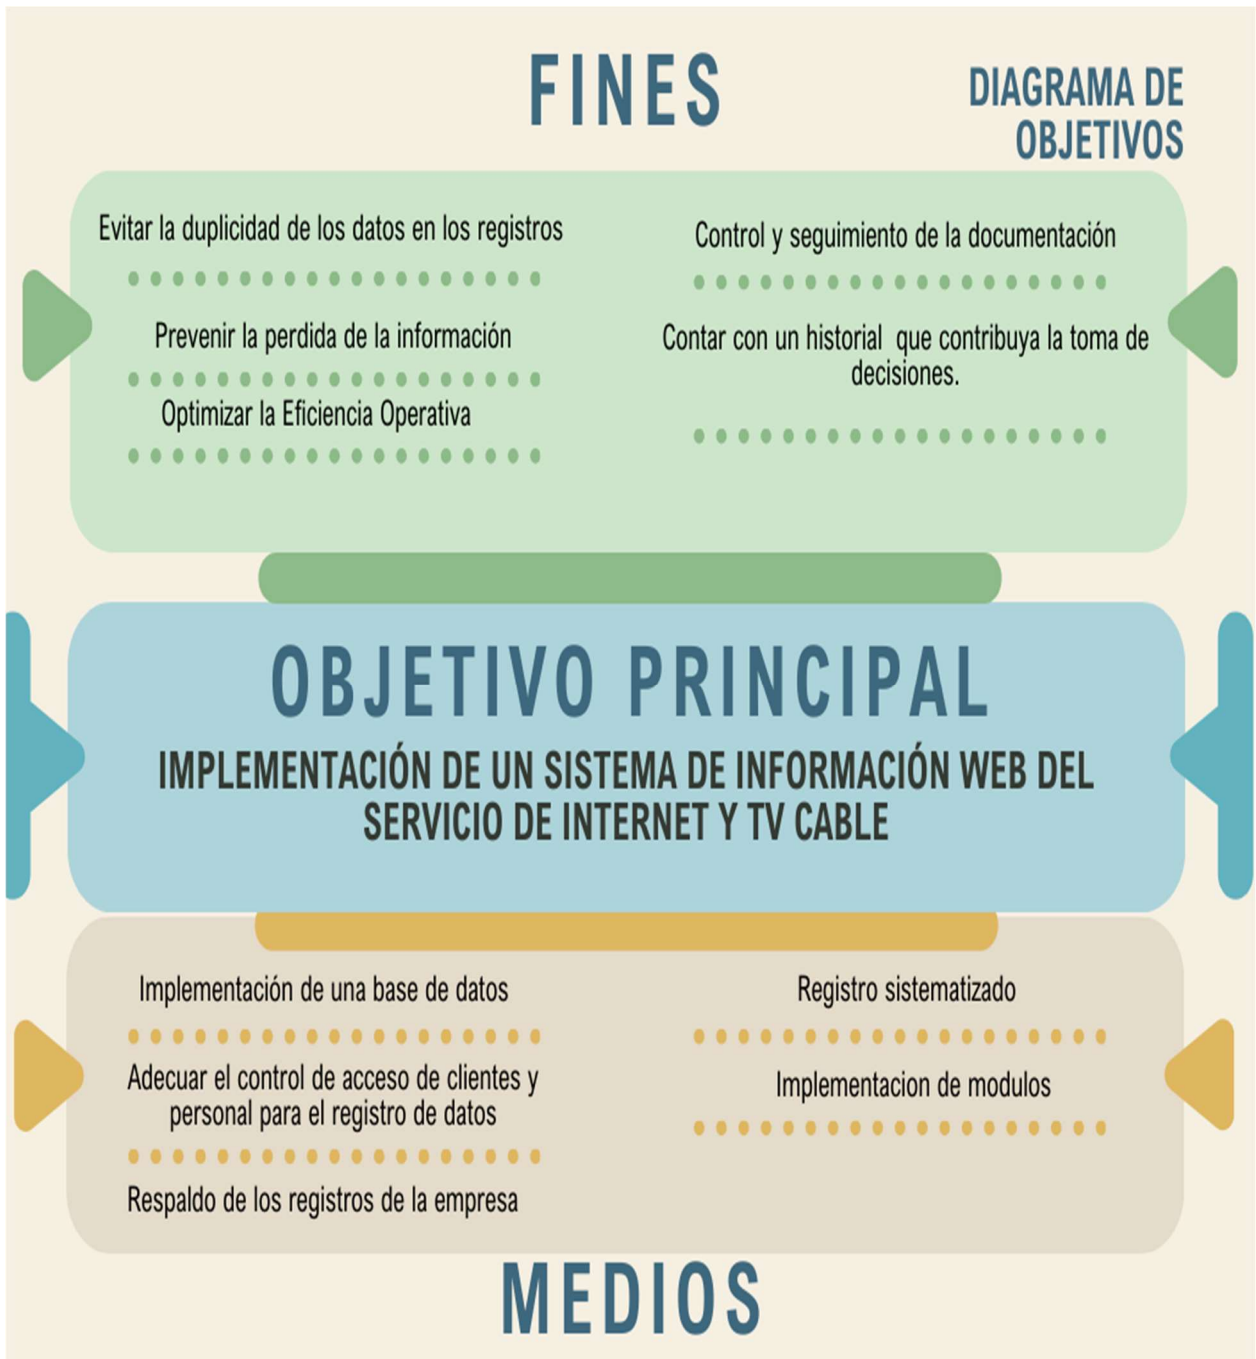 FINES
DIAGRAMA DE
OBJETIVOS
Evitar la duplicidad de los datos en los registros
Prevenir la perdida de la información
Optimizar la Eficiencia Operativa
Control y seguimiento de la documentación
Contar con un historial que contribuya la toma de
decisiones.
OBJETIVO PRINCIPAL
IMPLEMENTACIÓN DE UN SISTEMA DE INFORMACIÓN WEB DEL
SERVICIO DE INTERNET Y TV CABLE
Implementación de una base de datos
Adecuar el control de acceso de clientes y
personal para el registro de datos
Respaldo de los registros de la empresa
Registro sistematizado
Implementacion de modulos
MEDIOS